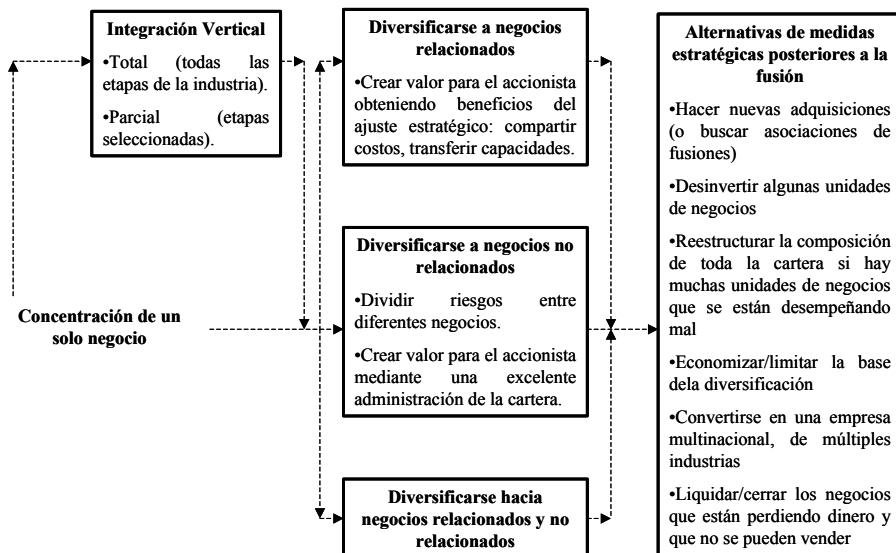 Integración Vertical
•Total (todas las
etapas de la industria).
•Parcial (etapas
seleccionadas).
Concentración de un
solo negocio
Diversificarse a negocios
relacionados
•Crear valor para el accionista
obteniendo beneficios del
ajuste estratégico: compartir
costos, transferir capacidades.
Diversificarse a negocios no
relacionados
•Dividir riesgos entre
diferentes negocios.
•Crear valor para el accionista
mediante una excelente
administración de la cartera.
Diversificarse hacia
negocios relacionados y no
relacionados
Alternativas de medidas
estratégicas posteriores a la
fusión
•Hacer nuevas adquisiciones
(o buscar asociaciones de
fusiones)
•Desinvertir algunas unidades
de negocios
•Reestructurar la composición
de toda la cartera si hay
muchas unidades de negocios
que se están desempeñando
mal
•Economizar/limitar la base
dela diversificación
•Convertirse en una empresa
multinacional, de múltiples
industrias
•Liquidar/cerrar los negocios
que están perdiendo dinero y
que no se pueden vender